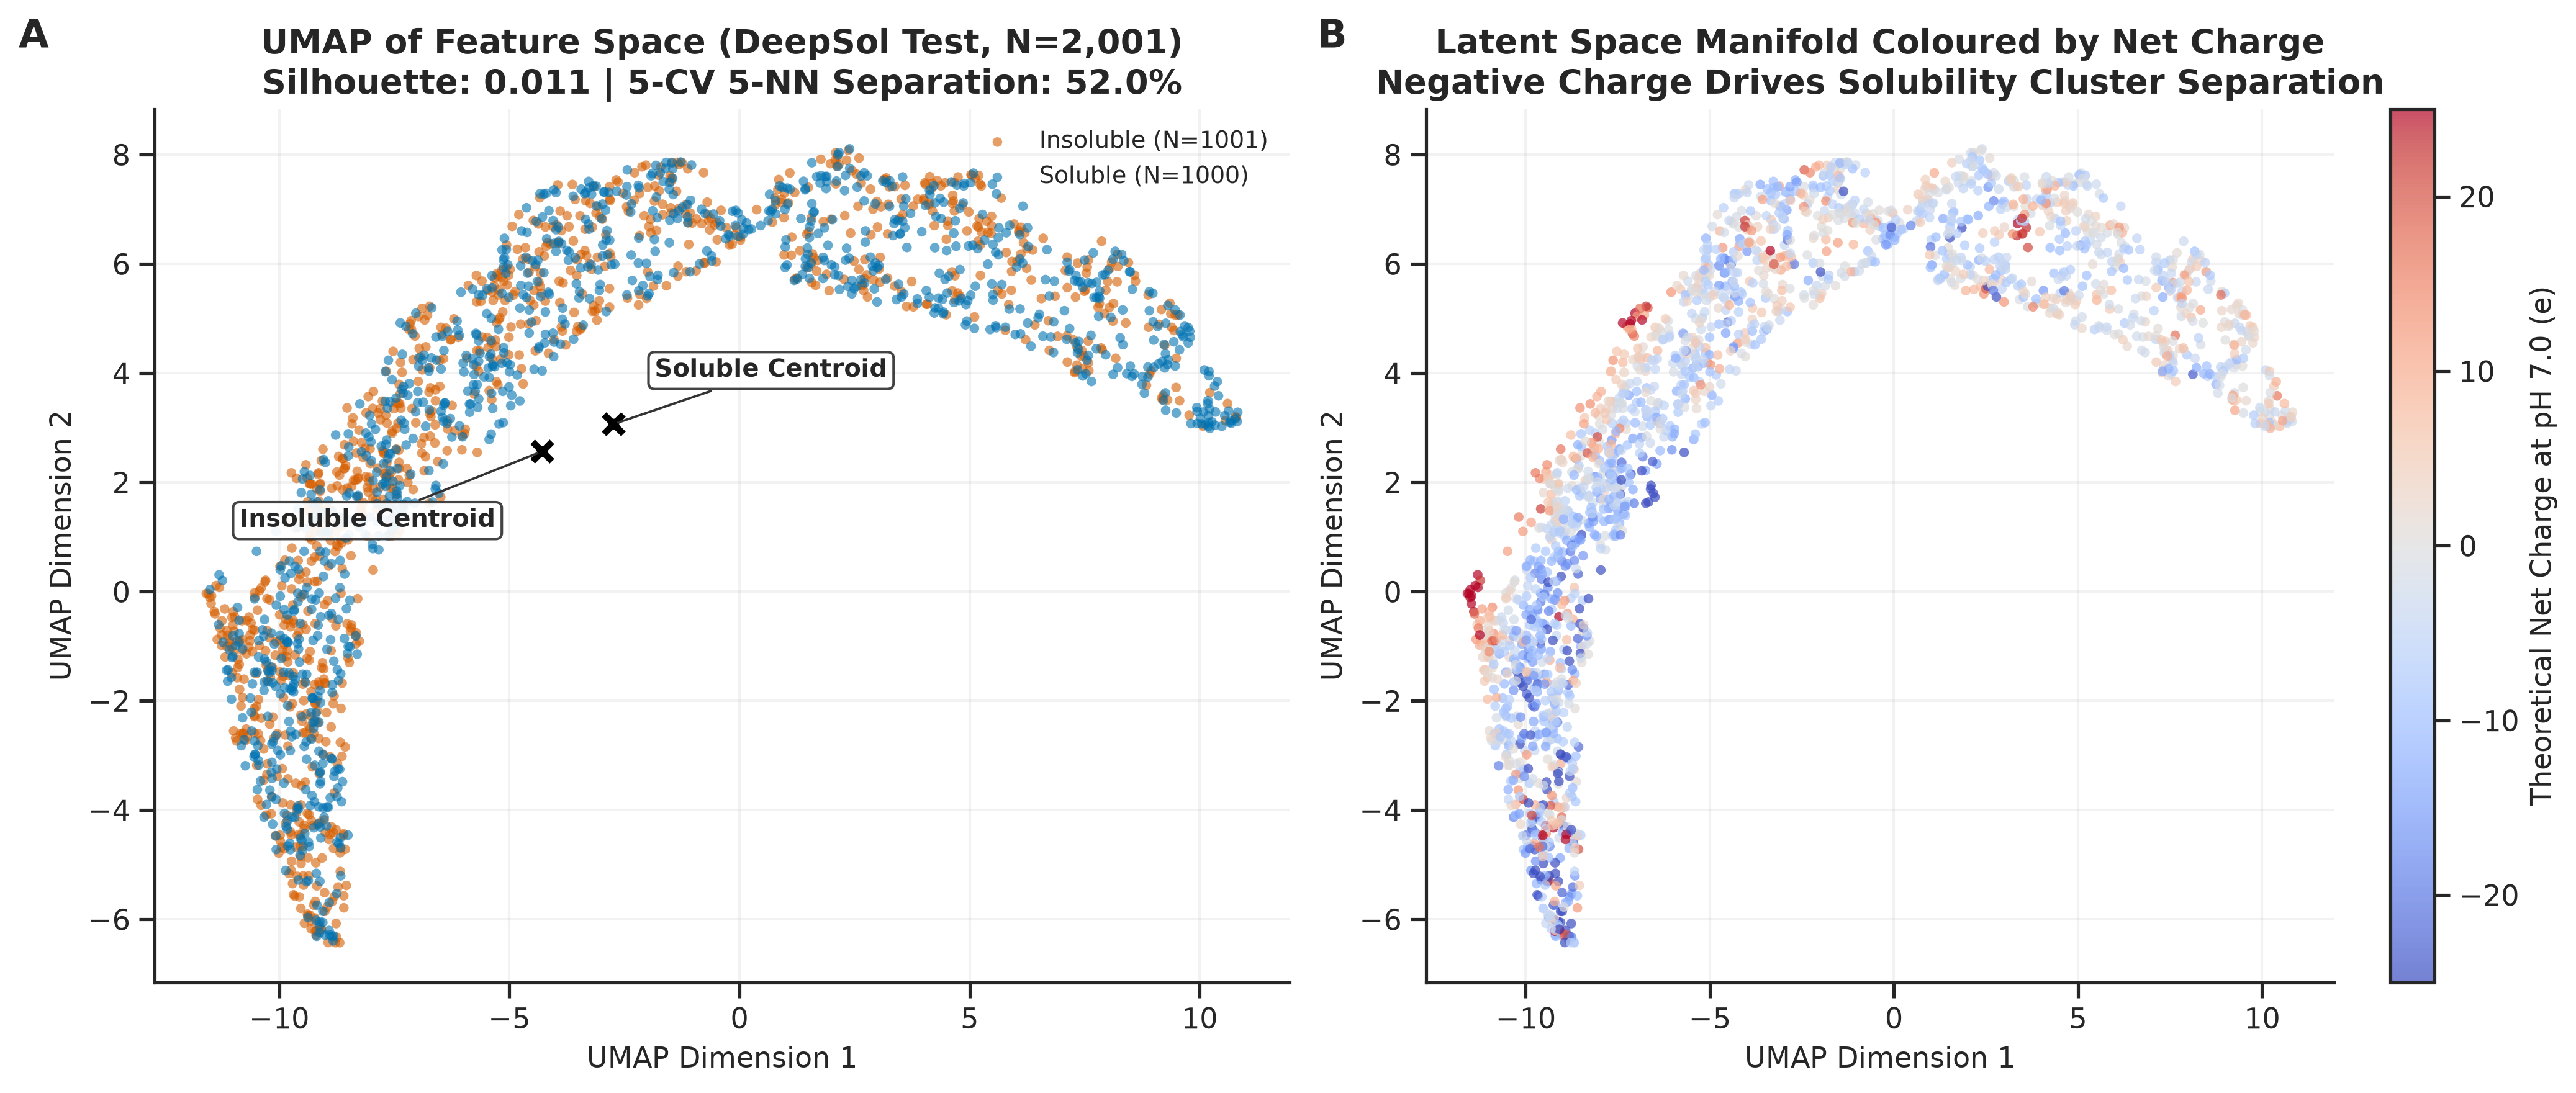 A
UMAP of Feature Space (DeepSol Test, N=2,001)
Silhouette: 0.011 | 5-CV 5-NN Separation: 52.0%
Insoluble (N=1001)
Soluble (N=1000)
Soluble Centroid
Insoluble Centroid
8
6
4
2
0
−2
−4
−6
UMAP Dimension 2
−10
−5
0
5
10
UMAP Dimension 1
B
Latent Space Manifold Coloured by Net Charge
Negative Charge Drives Solubility Cluster Separation
8
6
4
2
0
−2
−4
−6
UMAP Dimension 2
−10
−5
0
5
10
UMAP Dimension 1
20
10
0
−10
−20
Theoretical Net Charge at pH 7.0 (e)